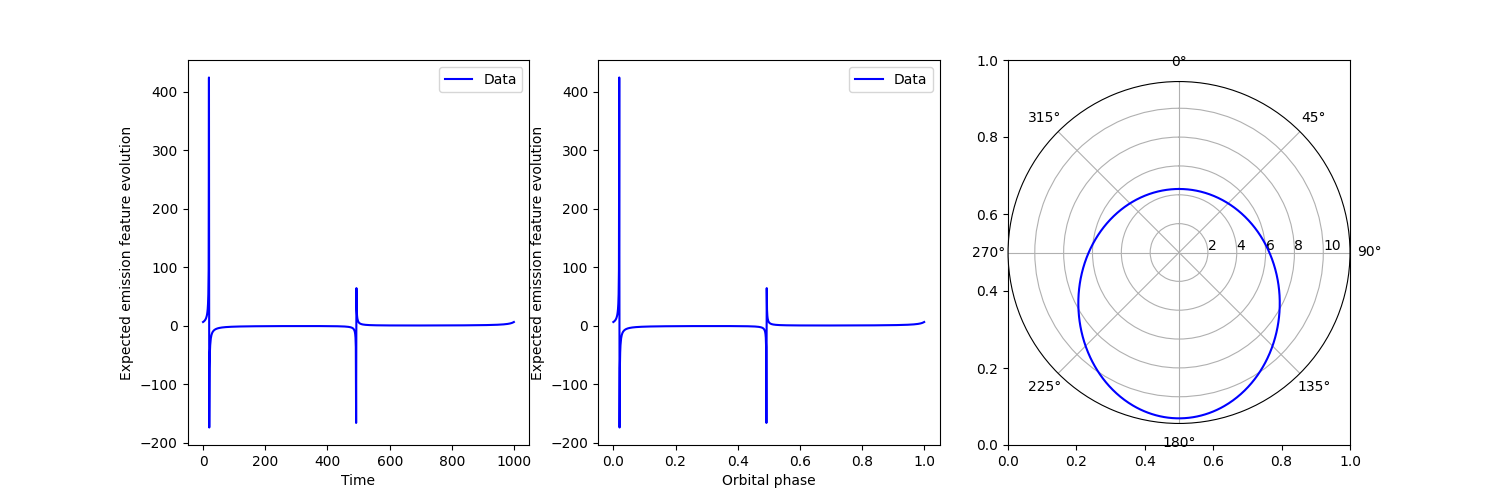 Expected emission feature evolution
400
300
200
100
0
−100
−200
0 200 400 600 800 1000
Time
Data
Expected emission feature evolution
400
300
200
100
0
−100
−200
0.0 0.2 0.4 0.6 0.8 1.0
Orbital phase
Data
1.0
0.8
0.6
0.4
0.2
0.0
0.0 0.2 0.4 0.6 0.8 1.0
0°
315° 45°
270° 2 4 6 8 10 90°
225° 135°
180°